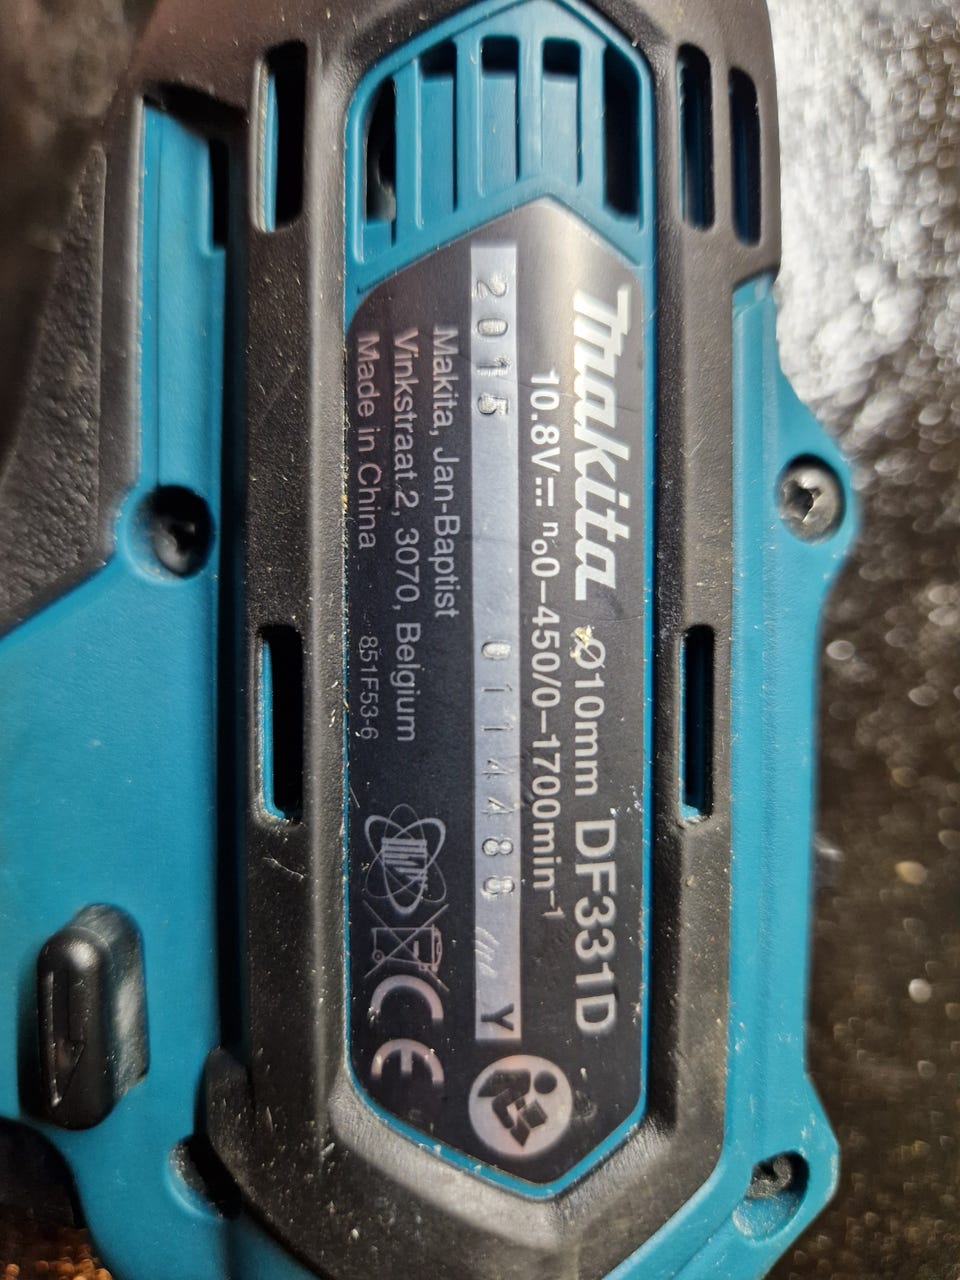 Makita Ø10mm DF331D
10.8V⎓ n₀0–450/0–1700min⁻¹
2015 Y
Makita, Jan-Baptist
Vinkstraat 2, 3070, Belgium
Made in China 851F53-6
CE